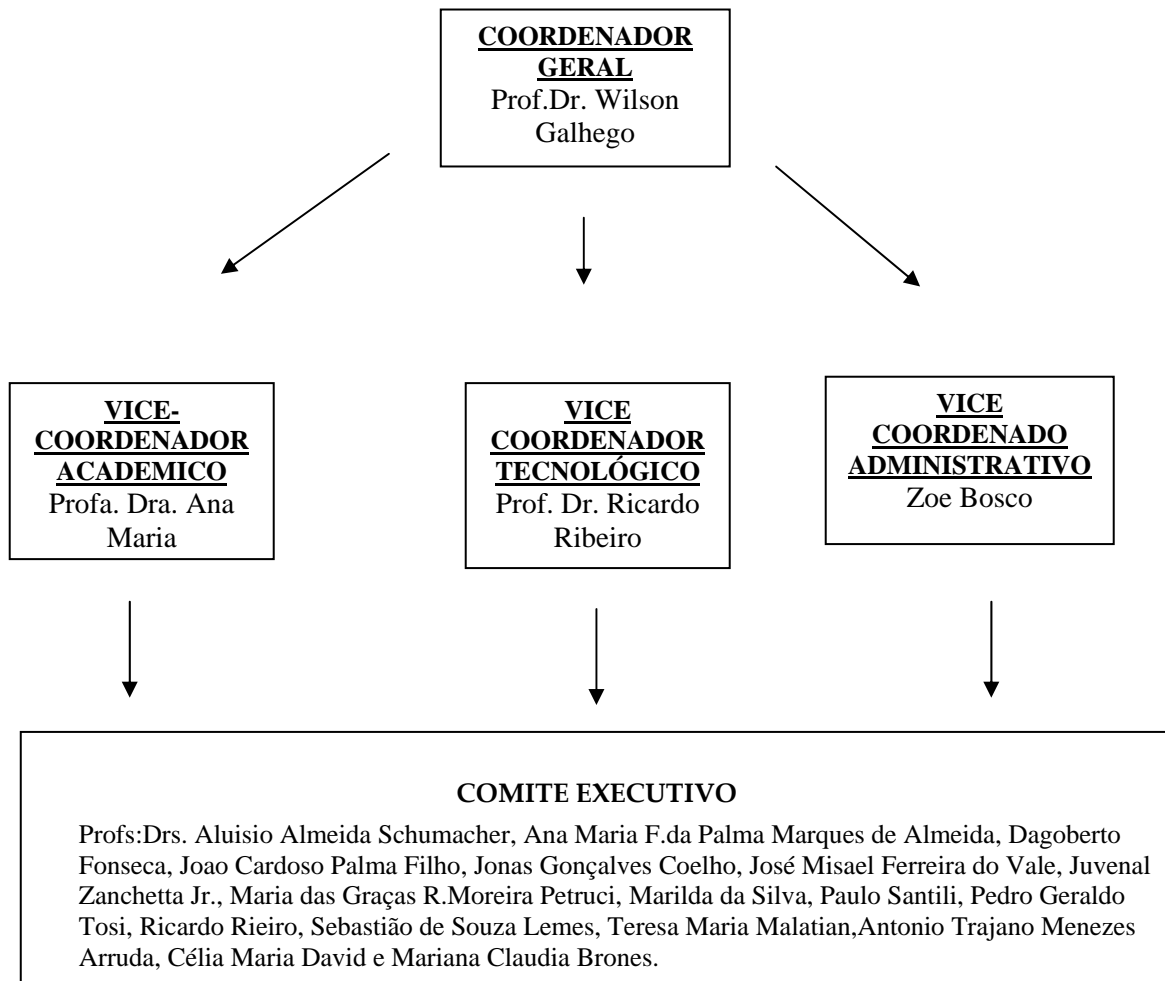 COORDENADOR
GERAL
Prof.Dr. Wilson
Galhego
VICE-
COORDENADOR
ACADEMICO
Profa. Dra. Ana
Maria
VICE
COORDENADOR
TECNOLÓGICO
Prof. Dr. Ricardo
Ribeiro
VICE
COORDENADO
ADMINISTRATIVO
Zoe Bosco
COMITE EXECUTIVO
Profs:Drs. Aluisio Almeida Schumacher, Ana Maria F.da Palma Marques de Almeida, Dagoberto
Fonseca, Joao Cardoso Palma Filho, Jonas Gonçalves Coelho, José Misael Ferreira do Vale, Juvenal
Zanchetta Jr., Maria das Graças R.Moreira Petruci, Marilda da Silva, Paulo Santili, Pedro Geraldo
Tosi, Ricardo Rieiro, Sebastião de Souza Lemes, Teresa Maria Malatian,Antonio Trajano Menezes
Arruda, Célia Maria David e Mariana Claudia Brones.